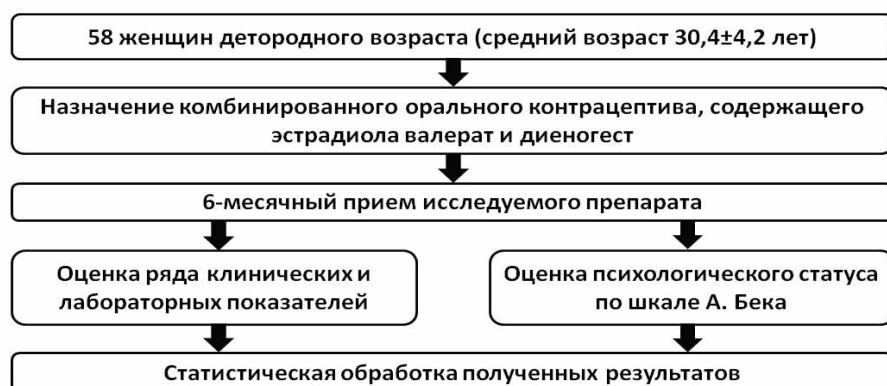 58 женщин детородного возраста (средний возраст 30,4±4,2 лет)
Назначение комбинированного орального контрацептива, содержащего
эстрадиола валерат и диеногест
6-месячный прием исследуемого препарата
Оценка ряда клинических и
лабораторных показателей
Оценка психологического статуса
по шкале А. Бека
Статистическая обработка полученных результатов